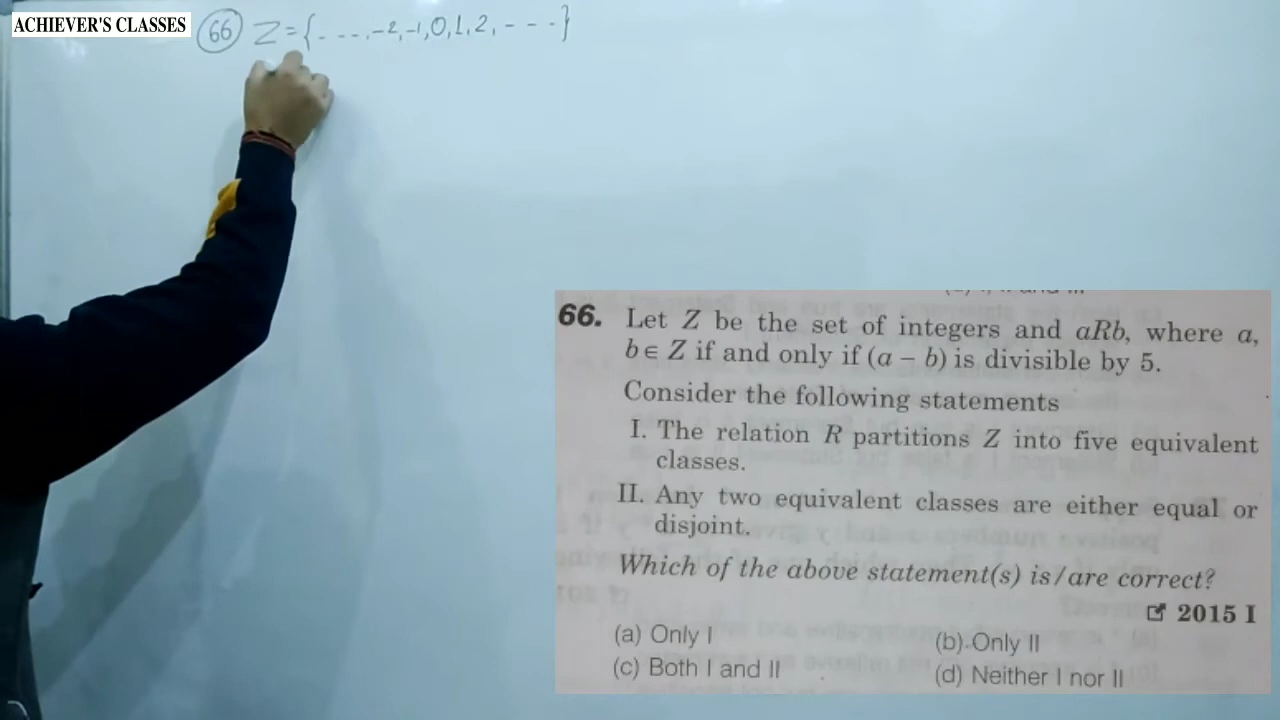 ACHIEVER'S CLASSES
66 Z = {- - - , -2, -1, 0, 1, 2, - - - }
66. Let Z be the set of integers and aRb, where a,
b ∈ Z if and only if (a − b) is divisible by 5.
Consider the following statements
I. The relation R partitions Z into five equivalent
classes.
II. Any two equivalent classes are either equal or
disjoint.
Which of the above statement(s) is/are correct?
2015 I
(a) Only I
(b) Only II
(c) Both I and II
(d) Neither I nor II